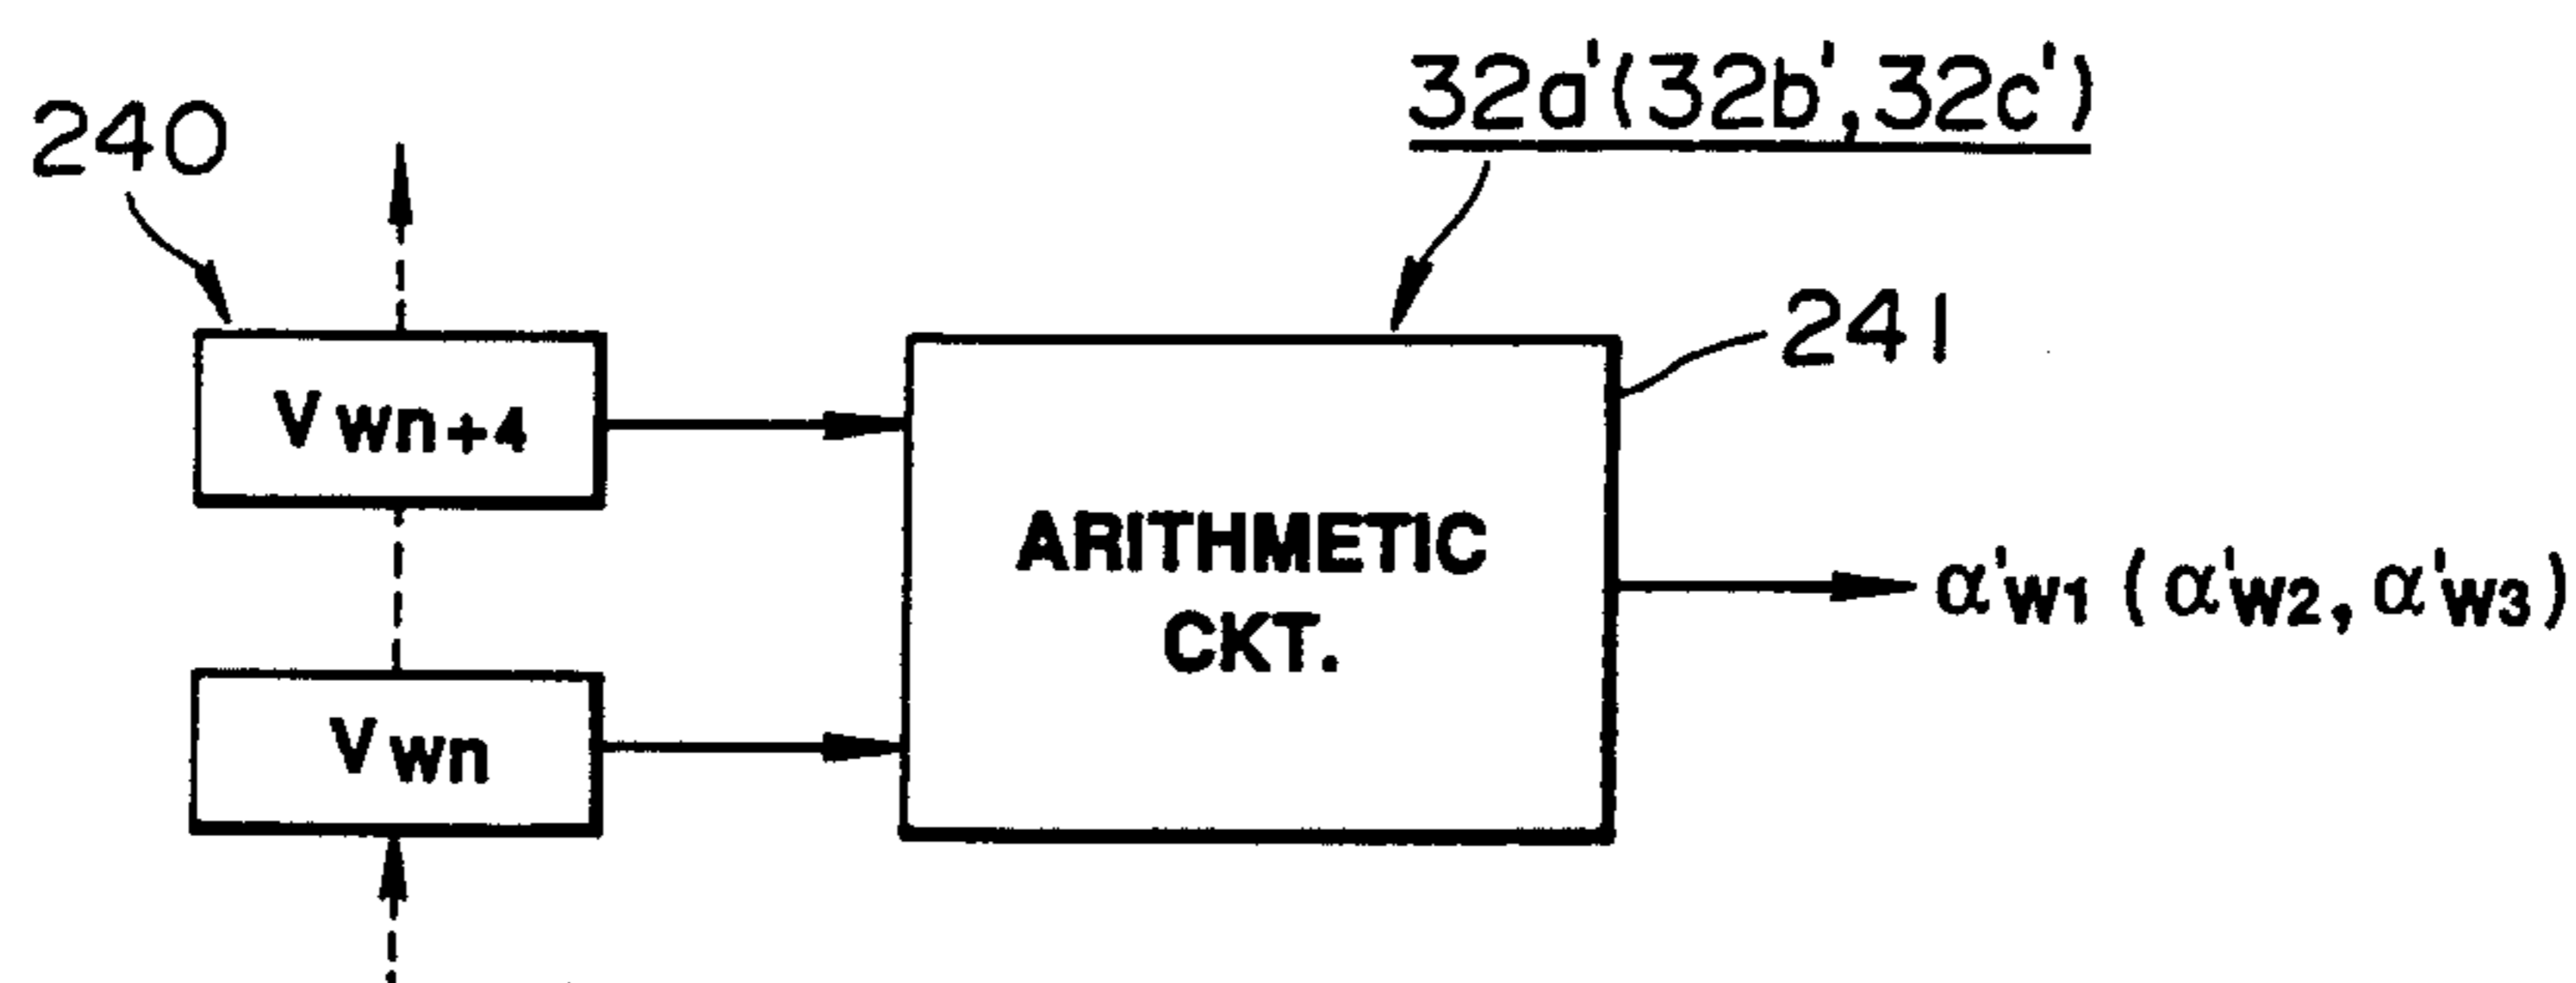 32a'(32b',32c')
240
241
Vwn+4
ARITHMETIC
CKT.
α'w1 (α'w2, α'w3)
Vwn